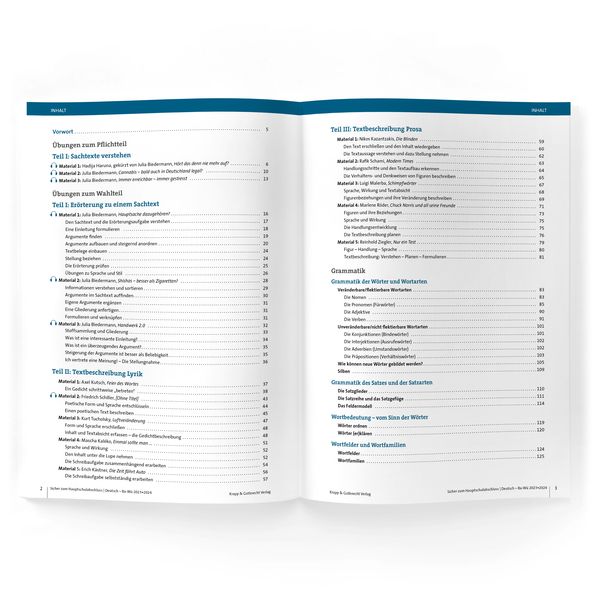 INHALT
Vorwort 5
Übungen zum Pflichtteil
Teil I: Sachtexte verstehen
Material 1: Hadija Haruna, gekürzt von Julia Biedermann, Hört das denn nie mehr auf? 6
Material 2: Julia Biedermann, Cannabis – bald auch in Deutschland legal? 10
Material 3: Julia Biedermann, Immer erreichbar – immer gestresst 13
Übungen zum Wahlteil
Teil I: Erörterung zu einem Sachtext
Material 1: Julia Biedermann, Hauptsache dazugehören? 16
Den Sachtext und die Erörterungsaufgabe verstehen 17
Eine Einleitung formulieren 18
Argumente finden 19
Argumente aufbauen und steigernd anordnen 20
Textbelege einbauen 22
Stellung beziehen 24
Die Erörterung prüfen 25
Übungen zu Sprache und Stil 26
Material 2: Julia Biedermann, Shishas – besser als Zigaretten? 28
Informationen verstehen und sortieren 29
Argumente im Sachtext auffinden 30
Eigene Argumente ergänzen 31
Eine Gliederung anfertigen 31
Formulieren und verknüpfen 31
Material 3: Julia Biedermann, Handwerk 2.0 32
Stoffsammlung und Gliederung 33
Was ist eine interessante Einleitung? 34
Was ist ein überzeugendes Argument? 35
Steigerung der Argumente ist besser als Beliebigkeit 35
Ich vertrete eine Meinung! – Die Stellungnahme 36
Teil II: Textbeschreibung Lyrik
Material 1: Axel Kutsch, Feier des Wortes 37
Ein Gedicht schrittweise „betreten“ 38
Material 2: Friedrich Schiller, [Ohne Titel] 43
Poetische Form und Sprache entschlüsseln 44
Einen poetischen Text beschreiben 45
Material 3: Kurt Tucholsky, Luftveränderung 47
Form und Sprache erschließen 48
Inhalt und Textabsicht erfassen – die Gedichtbeschreibung 50
Material 4: Mascha Kaléko, Einmal sollte man ... 51
Sprache und Wirkung 52
Den Inhalt unter die Lupe nehmen 53
Die Schreibaufgabe zusammenhängend erarbeiten 54
Material 5: Erich Kästner, Die Zeit fährt Auto 56
Die Schreibaufgabe selbstständig erarbeiten 57
2
Sicher zum Hauptschulabschluss | Deutsch – Ba-Wü 2023+2024
Krapp & Gutknecht Verlag
INHALT
Teil III: Textbeschreibung Prosa
Material 1: Nikos Kazantzakis, Die Blinden 59
Den Text erschließen und den Inhalt wiedergeben 60
Die Textaussage verstehen und dazu Stellung nehmen 62
Material 2: Rafik Schami, Modern Times 63
Handlungsschritte und den Textaufbau erkennen 64
Die Verhaltens- und Denkweisen von Figuren beschreiben 65
Material 3: Luigi Malerba, Schimpfwörter 67
Sprache, Wirkung und Textabsicht 68
Figurenbeziehungen und ihre Veränderung beschreiben 69
Material 4: Marlene Röder, Chuck Norris und all seine Freunde 71
Figuren und ihre Beziehungen 73
Sprache und Wirkung 74
Die Handlungsentwicklung 75
Die Textbeschreibung planen 76
Material 5: Reinhold Ziegler, Nur ein Test 79
Figur – Handlung – Sprache 80
Textbeschreibung: Verstehen – Planen – Formulieren 81
Grammatik
Grammatik der Wörter und Wortarten
Veränderbare/flektierbare Wortarten 83
Die Nomen 83
Die Pronomen (Fürwörter) 85
Die Adjektive 90
Die Verben 91
Unveränderbare/nicht flektierbare Wortarten 101
Die Konjunktionen (Bindewörter) 101
Die Interjektionen (Ausrufewörter) 101
Die Adverbien (Umstandswörter) 102
Die Präpositionen (Verhältniswörter) 103
Wie können neue Wörter gebildet werden? 106
Silben 109
Grammatik des Satzes und der Satzarten
Die Satzglieder 110
Die Satzreihe und das Satzgefüge 111
Das Feldermodell 114
Wortbedeutung – vom Sinn der Wörter
Wörter ordnen 119
Wörter (er)klären 120
Wortfelder und Wortfamilien
Wortfelder 124
Wortfamilien 125
Krapp & Gutknecht Verlag
Sicher zum Hauptschulabschluss | Deutsch – Ba-Wü 2023+2024
3